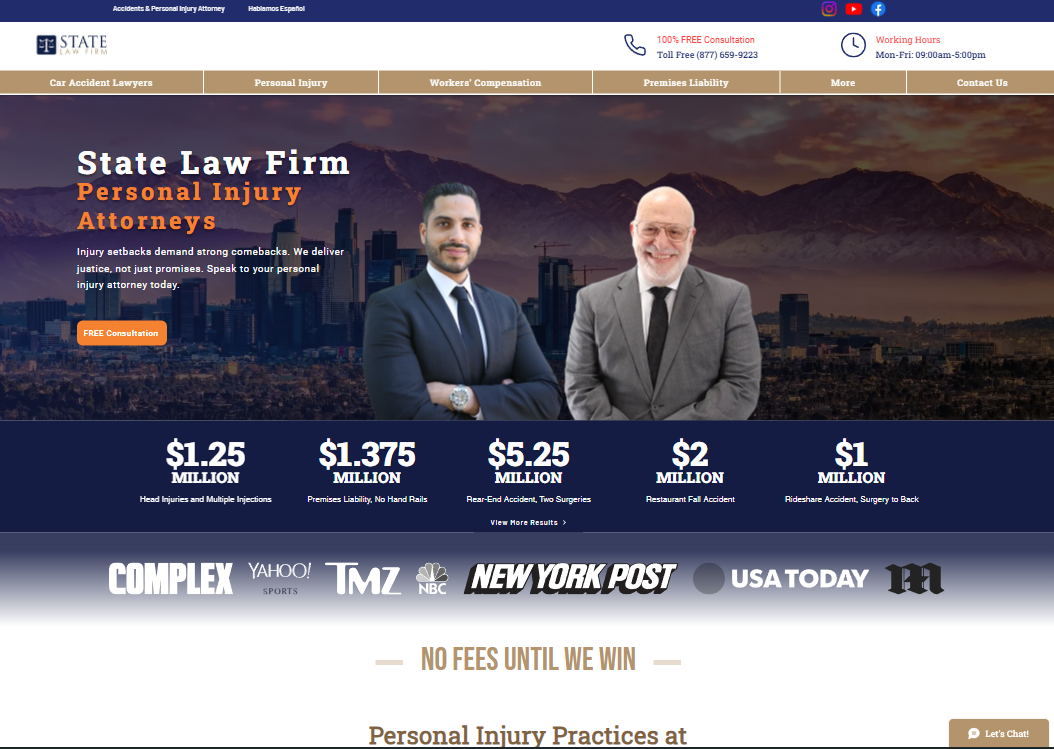 Accidents & Personal Injury Attorney
Hablamos Español
STATE
LAW FIRM
100% FREE Consultation
Toll Free (877) 659-9223
Working Hours
Mon-Fri: 09:00am-5:00pm
Car Accident Lawyers
Personal Injury
Workers' Compensation
Premises Liability
More
Contact Us
State Law Firm
Personal Injury
Attorneys
Injury setbacks demand strong comebacks. We deliver
justice, not just promises. Speak to your personal
injury attorney today.
FREE Consultation
$1.25
MILLION
Head Injuries and Multiple Injections
$1.375
MILLION
Premises Liability, No Hand Rails
$5.25
MILLION
Rear-End Accident, Two Surgeries
$2
MILLION
Restaurant Fall Accident
$1
MILLION
Rideshare Accident, Surgery to Back
View More Results >
COMPLEX
YAHOO!
SPORTS
TMZ
NBC
NEW YORK POST
USA TODAY
m
NO FEES UNTIL WE WIN
Personal Injury Practices at
Let's Chat!